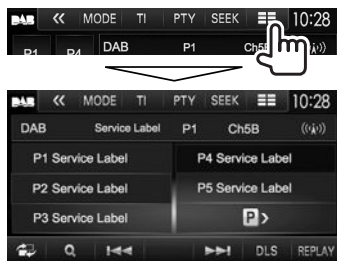 DAB MODE TI PTY SEEK 10:28
P1 P4 DAB P1 Ch5B
DAB MODE TI PTY SEEK 10:28
DAB Service Label P1 Ch5B
P1 Service Label P4 Service Label
P2 Service Label P5 Service Label
P3 Service Label P
DLS REPLAY